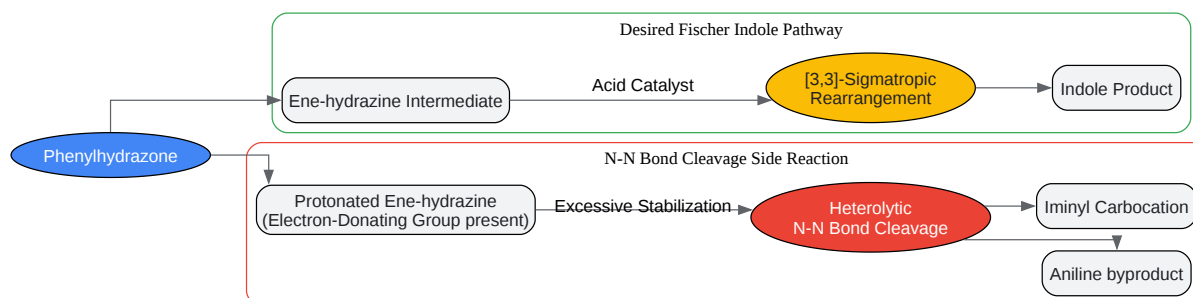 Desired Fischer Indole Pathway
Ene-hydrazine Intermediate
Acid Catalyst
[3,3]-Sigmatropic
Rearrangement
Indole Product
Phenylhydrazone
N-N Bond Cleavage Side Reaction
Protonated Ene-hydrazine
(Electron-Donating Group present)
Excessive Stabilization
Heterolytic
N-N Bond Cleavage
Iminyl Carbocation
Aniline byproduct